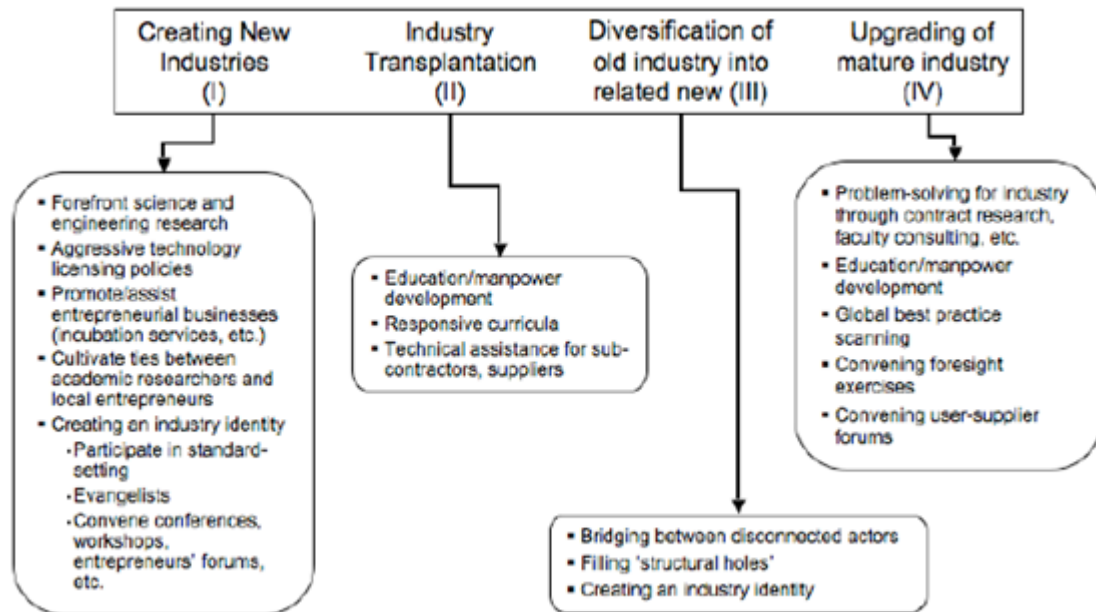 Creating New
Industries
(I)
Industry
Transplantation
(II)
Diversification of
old industry into
related new (III)
Upgrading of
mature industry
(IV)
▪ Forefront science and
engineering research
▪ Aggressive technology
licensing policies
▪ Promote/assist
entrepreneurial businesses
(incubation services, etc.)
▪ Cultivate ties between
academic researchers and
local entrepreneurs
▪ Creating an industry identity
·Participate in standard-
setting
·Evangelists
·Convene conferences,
workshops,
entrepreneurs' forums,
etc.
▪ Education/manpower
development
▪ Responsive curricula
▪ Technical assistance for sub-
contractors, suppliers
▪ Bridging between disconnected actors
▪ Filling 'structural holes'
▪ Creating an industry identity
▪ Problem-solving for industry
through contract research,
faculty consulting, etc.
▪ Education/manpower
development
▪ Global best practice
scanning
▪ Convening foresight
exercises
▪ Convening user-supplier
forums